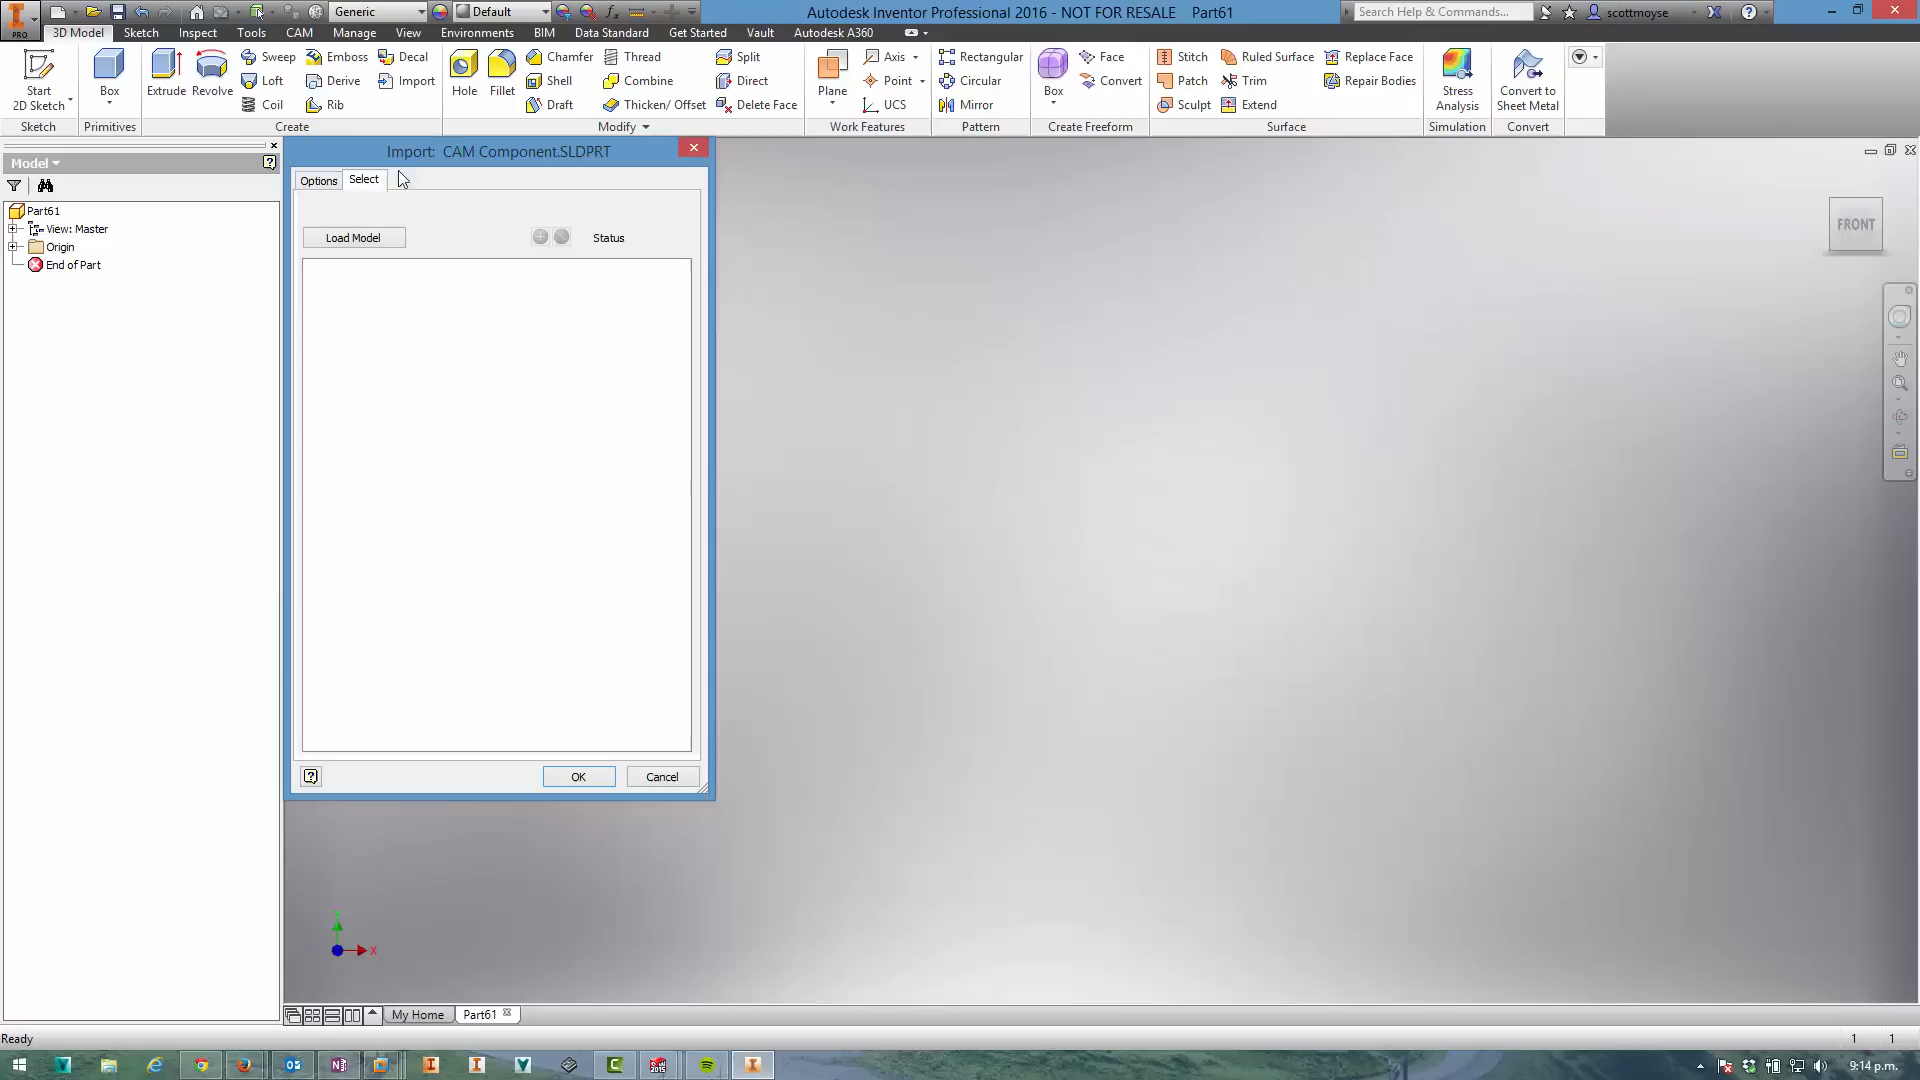 Generic
Default
Autodesk Inventor Professional 2016 - NOT FOR RESALE Part61
Search Help & Commands...
scottmoyse
PRO
3D Model Sketch Inspect Tools CAM Manage View Environments BIM Data Standard Get Started Vault Autodesk A360
Start
2D Sketch
Sketch
Box
Primitives
Extrude
Revolve
Sweep
Loft
Coil
Emboss
Derive
Rib
Decal
Import
Create
Hole
Fillet
Chamfer
Shell
Draft
Thread
Combine
Thicken/ Offset
Split
Direct
Delete Face
Modify
Plane
Axis
Point
UCS
Work Features
Rectangular
Circular
Mirror
Pattern
Box
Face
Convert
Create Freeform
Stitch
Patch
Sculpt
Ruled Surface
Trim
Extend
Replace Face
Repair Bodies
Surface
Stress
Analysis
Simulation
Convert to
Sheet Metal
Convert
Model
Part61
View: Master
Origin
End of Part
Import: CAM Component.SLDPRT
Options
Select
Load Model
Status
OK
Cancel
FRONT
X
My Home
Part61
Ready
1 1
9:14 p.m.